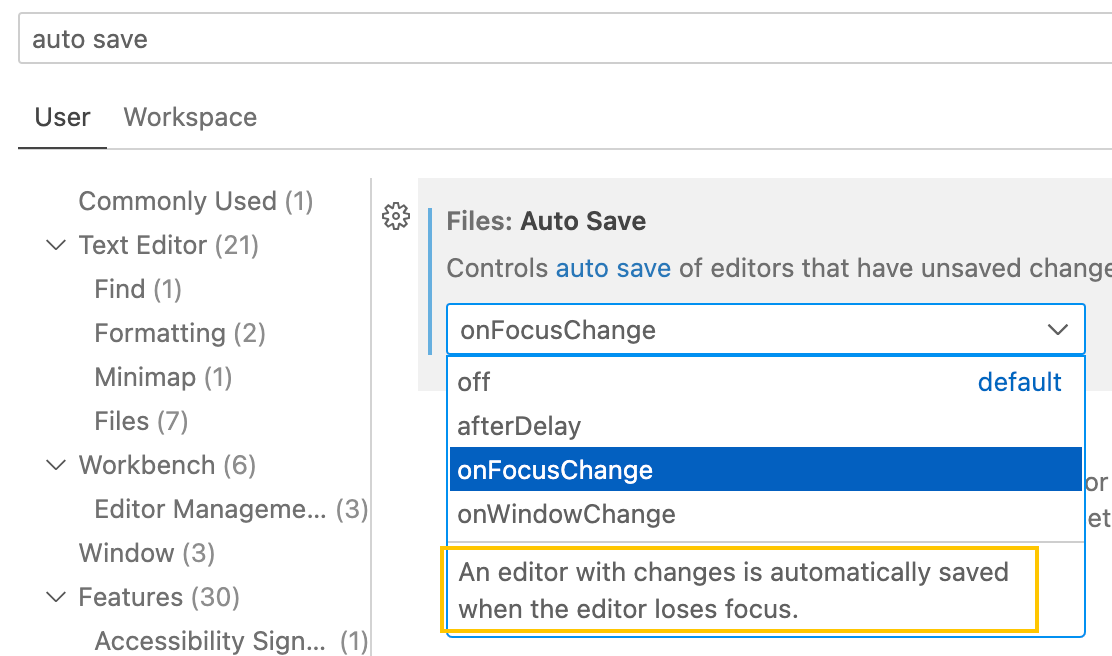 auto save
User
Workspace
Commonly Used (1)
Text Editor (21)
Find (1)
Formatting (2)
Minimap (1)
Files (7)
Workbench (6)
Editor Manageme... (3)
Window (3)
Features (30)
Accessibility Sign... (1)
Files: Auto Save
Controls auto save of editors that have unsaved change
onFocusChange
off default
afterDelay
onFocusChange
onWindowChange
or
et
An editor with changes is automatically saved
when the editor loses focus.